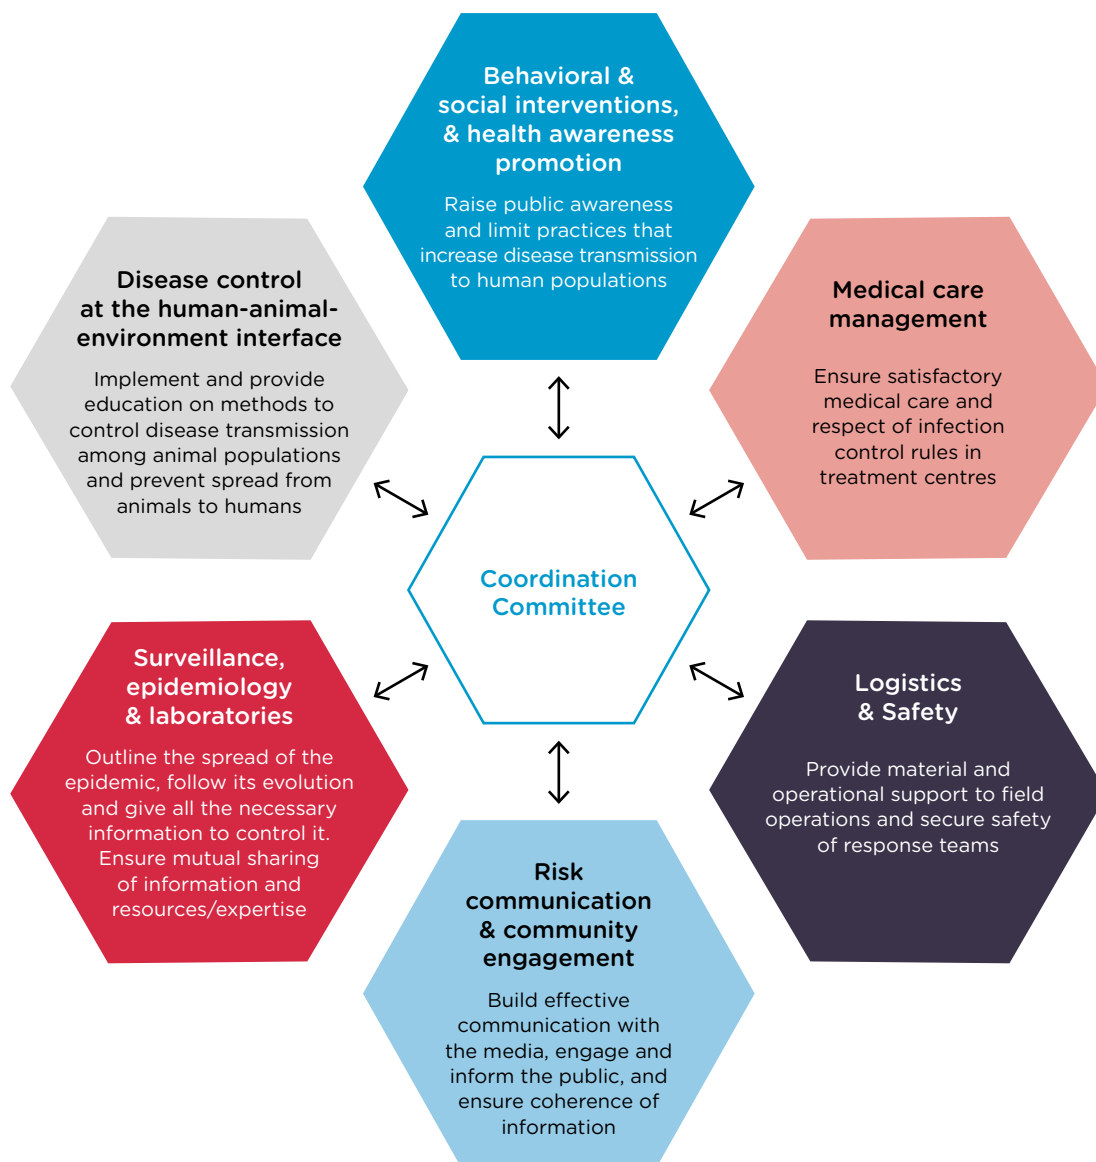 Behavioral &
social interventions,
& health awareness
promotion
Raise public awareness
and limit practices that
increase disease transmission
to human populations
Disease control
at the human-animal-
environment interface
Implement and provide
education on methods to
control disease transmission
among animal populations
and prevent spread from
animals to humans
Medical care
management
Ensure satisfactory
medical care and
respect of infection
control rules in
treatment centres
Coordination
Committee
Surveillance,
epidemiology
& laboratories
Outline the spread of the
epidemic, follow its evolution
and give all the necessary
information to control it.
Ensure mutual sharing
of information and
resources/expertise
Logistics
& Safety
Provide material and
operational support to field
operations and secure safety
of response teams
Risk
communication
& community
engagement
Build effective
communication with
the media, engage and
inform the public, and
ensure coherence of
information